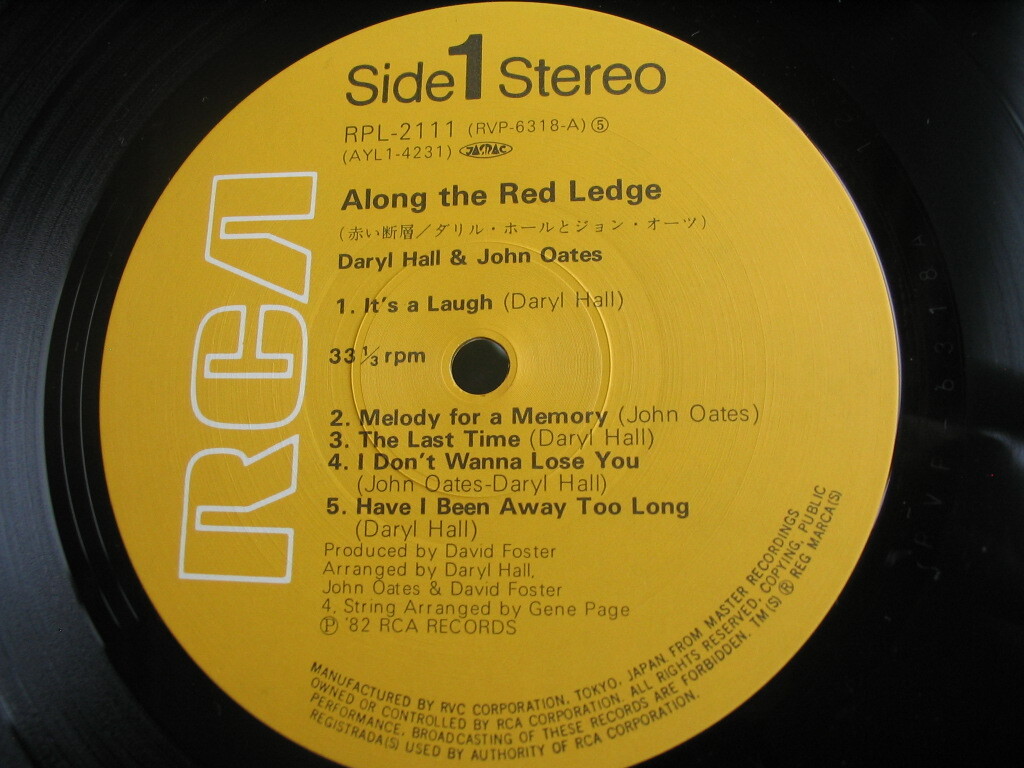 Side 1 Stereo
RPL-2111 (RVP-6318-A) ⑤
(AYL1-4231) JASRAC
Along the Red Ledge
(赤い断層／ダリル・ホールとジョン・オーツ)
Daryl Hall & John Oates
1. It's a Laugh (Daryl Hall)
33 1/3 rpm
2. Melody for a Memory (John Oates)
3. The Last Time (Daryl Hall)
4. I Don't Wanna Lose You
(John Oates-Daryl Hall)
5. Have I Been Away Too Long
(Daryl Hall)
Produced by David Foster
Arranged by Daryl Hall,
John Oates & David Foster
4. String Arranged by Gene Page
Ⓟ '82 RCA RECORDS
RCA
MANUFACTURED BY RVC CORPORATION, TOKYO, JAPAN. FROM MASTER RECORDINGS
OWNED OR CONTROLLED BY RCA CORPORATION. ALL RIGHTS RESERVED. COPYING, PUBLIC
PERFORMANCE, BROADCASTING OF THESE RECORDS ARE FORBIDDEN. TM(S) ® REG MARCA(S)
REGISTRADA(S) USED BY AUTHORITY OF RCA CORPORATION.